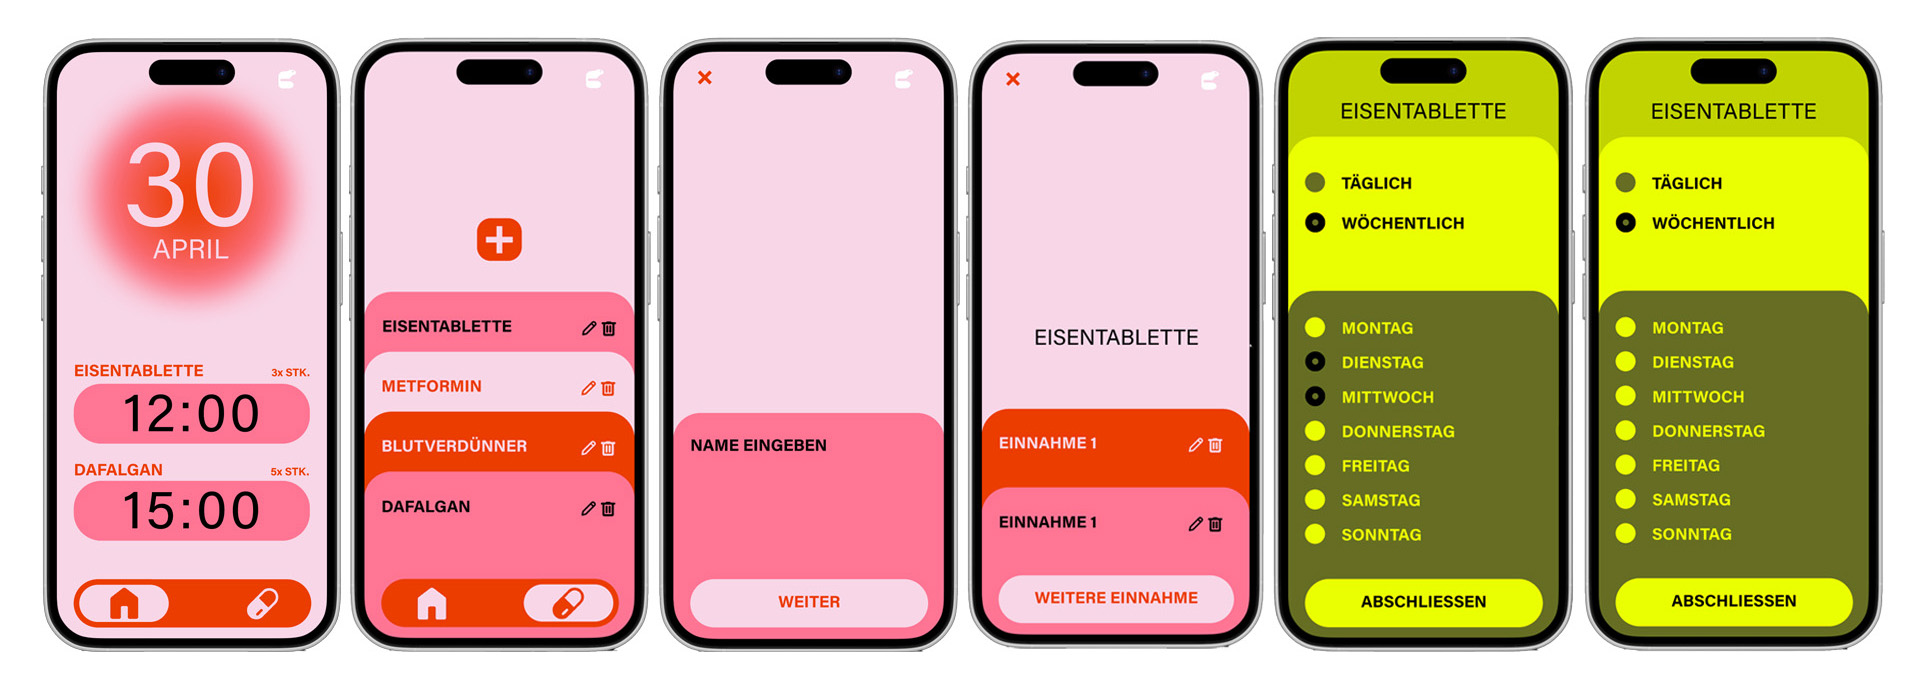 30
APRIL
EISENTABLETTE 3x STK.
12:00
DAFALGAN 5x STK.
15:00
EISENTABLETTE
METFORMIN
BLUTVERDÜNNER
DAFALGAN
NAME EINGEBEN
WEITER
EISENTABLETTE
EINNAHME 1
EINNAHME 1
WEITERE EINNAHME
EISENTABLETTE
TÄGLICH
WÖCHENTLICH
MONTAG
DIENSTAG
MITTWOCH
DONNERSTAG
FREITAG
SAMSTAG
SONNTAG
ABSCHLIESSEN
EISENTABLETTE
TÄGLICH
WÖCHENTLICH
MONTAG
DIENSTAG
MITTWOCH
DONNERSTAG
FREITAG
SAMSTAG
SONNTAG
ABSCHLIESSEN